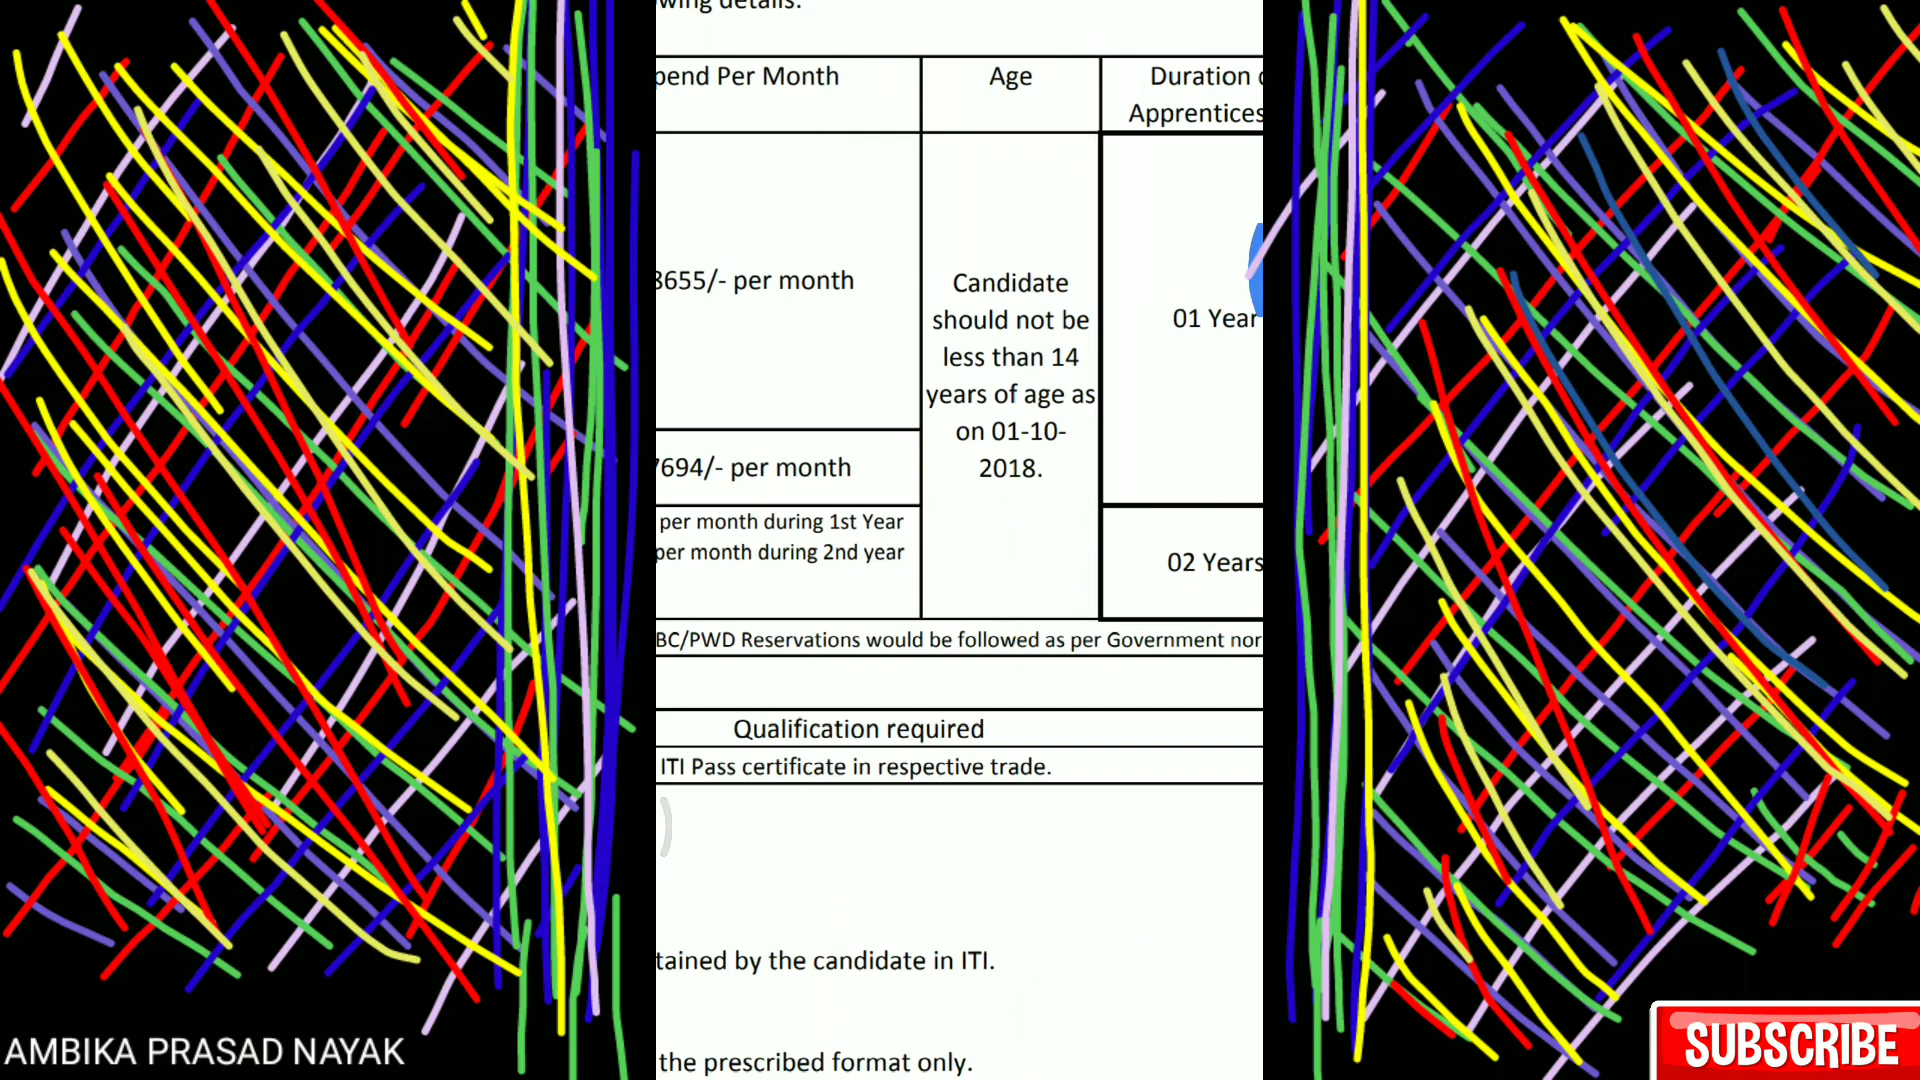 wing details.
pend Per Month
Age
Duration
Apprentices
8655/- per month
Candidate
should not be
less than 14
years of age as
on 01-10-
2018.
01 Year
7694/- per month
per month during 1st Year
per month during 2nd year
02 Years
BC/PWD Reservations would be followed as per Government nor
Qualification required
ITI Pass certificate in respective trade.
tained by the candidate in ITI.
the prescribed format only.
AMBIKA PRASAD NAYAK
SUBSCRIBE